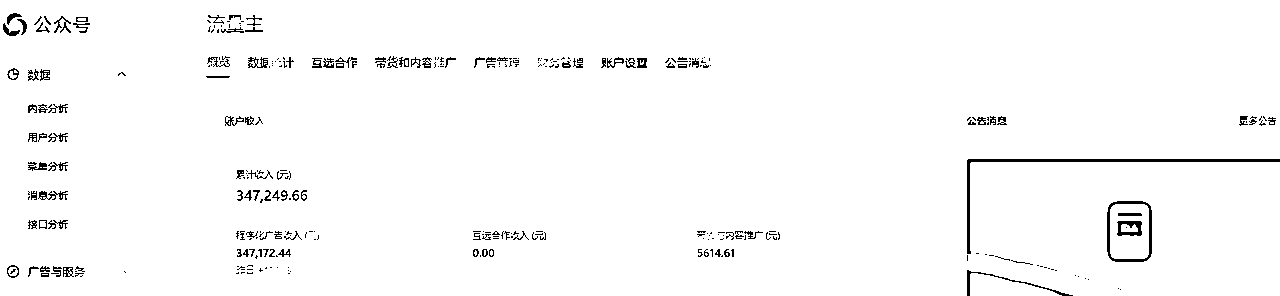 公众号
流量主
概览 数据统计 互选合作 带货和内容推广 广告管理 财务管理 账户设置 公告消息
数据
内容分析
用户分析
菜单分析
消息分析
接口分析
广告与服务
账户收入
累计收入 (元)
347,249.66
程序化广告收入 (元)
347,172.44
昨日
互选合作收入 (元)
0.00
带货与内容推广 (元)
5614.61
公告消息
更多公告